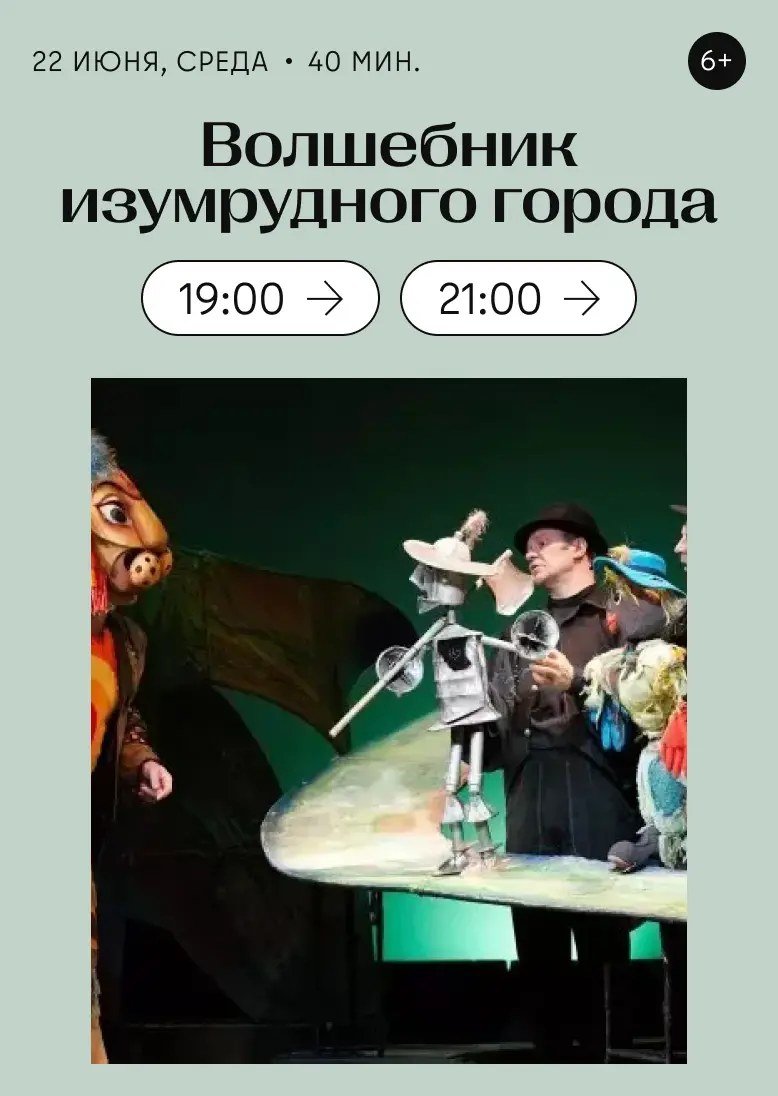 22 ИЮНЯ, СРЕДА • 40 МИН.
6+
Волшебник
изумрудного города
19:00 →
21:00 →